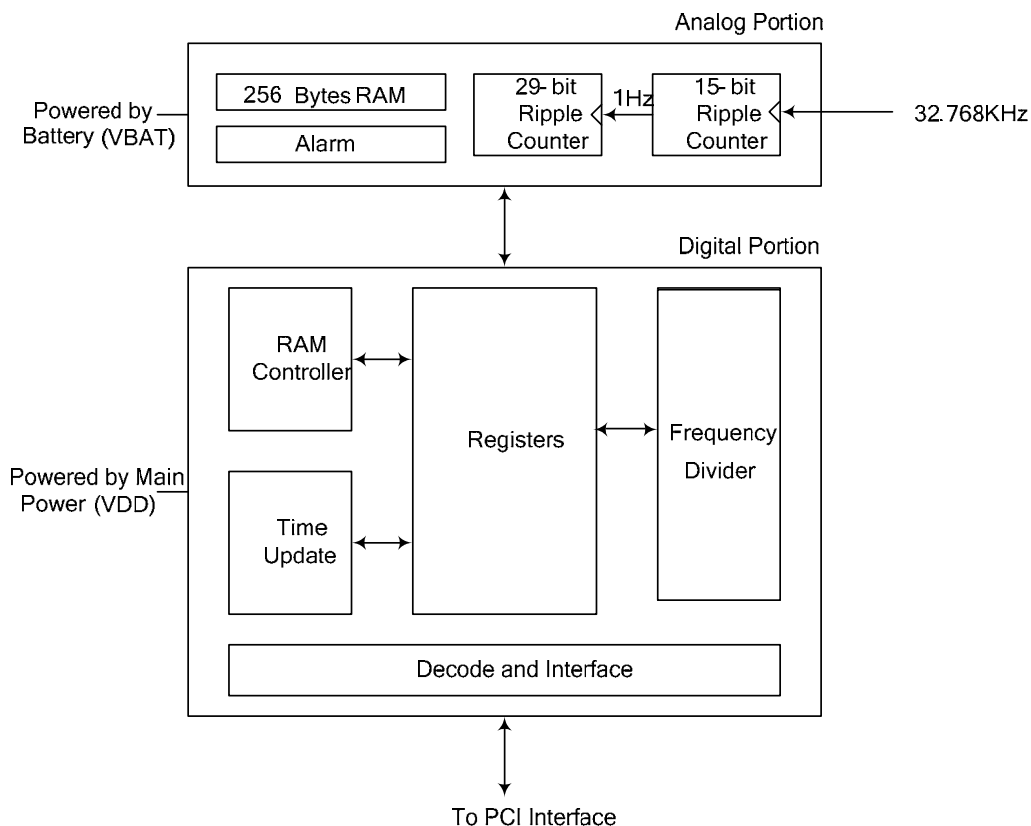 Analog Portion
256 Bytes RAM
Alarm
29-bit
Ripple
Counter
1Hz
15-bit
Ripple
Counter
32.768KHz
Powered by
Battery (VBAT)
Digital Portion
RAM
Controller
Registers
Frequency
Divider
Powered by Main
Power (VDD)
Time
Update
Decode and Interface
To PCI Interface